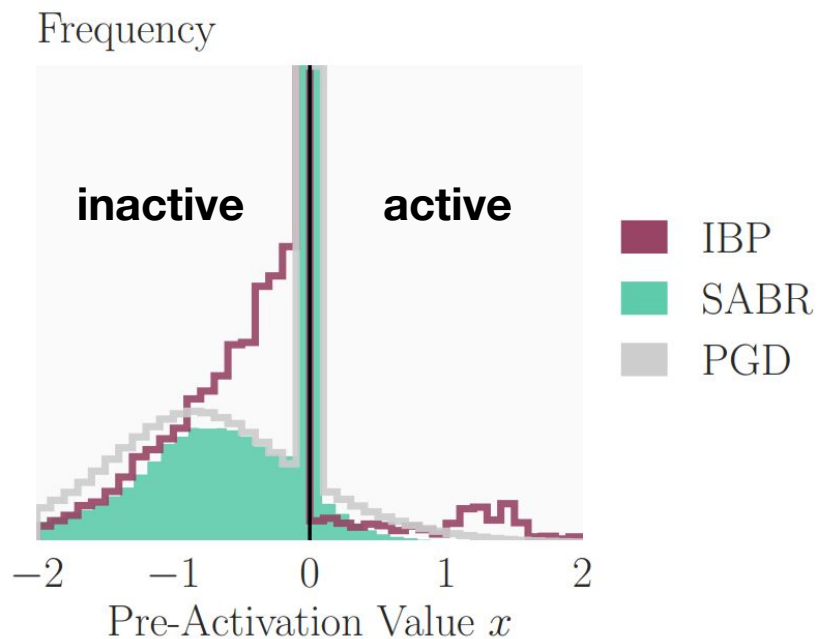 Frequency
inactive
active
IBP
SABR
PGD
−2
−1
0
1
2
Pre-Activation Value x